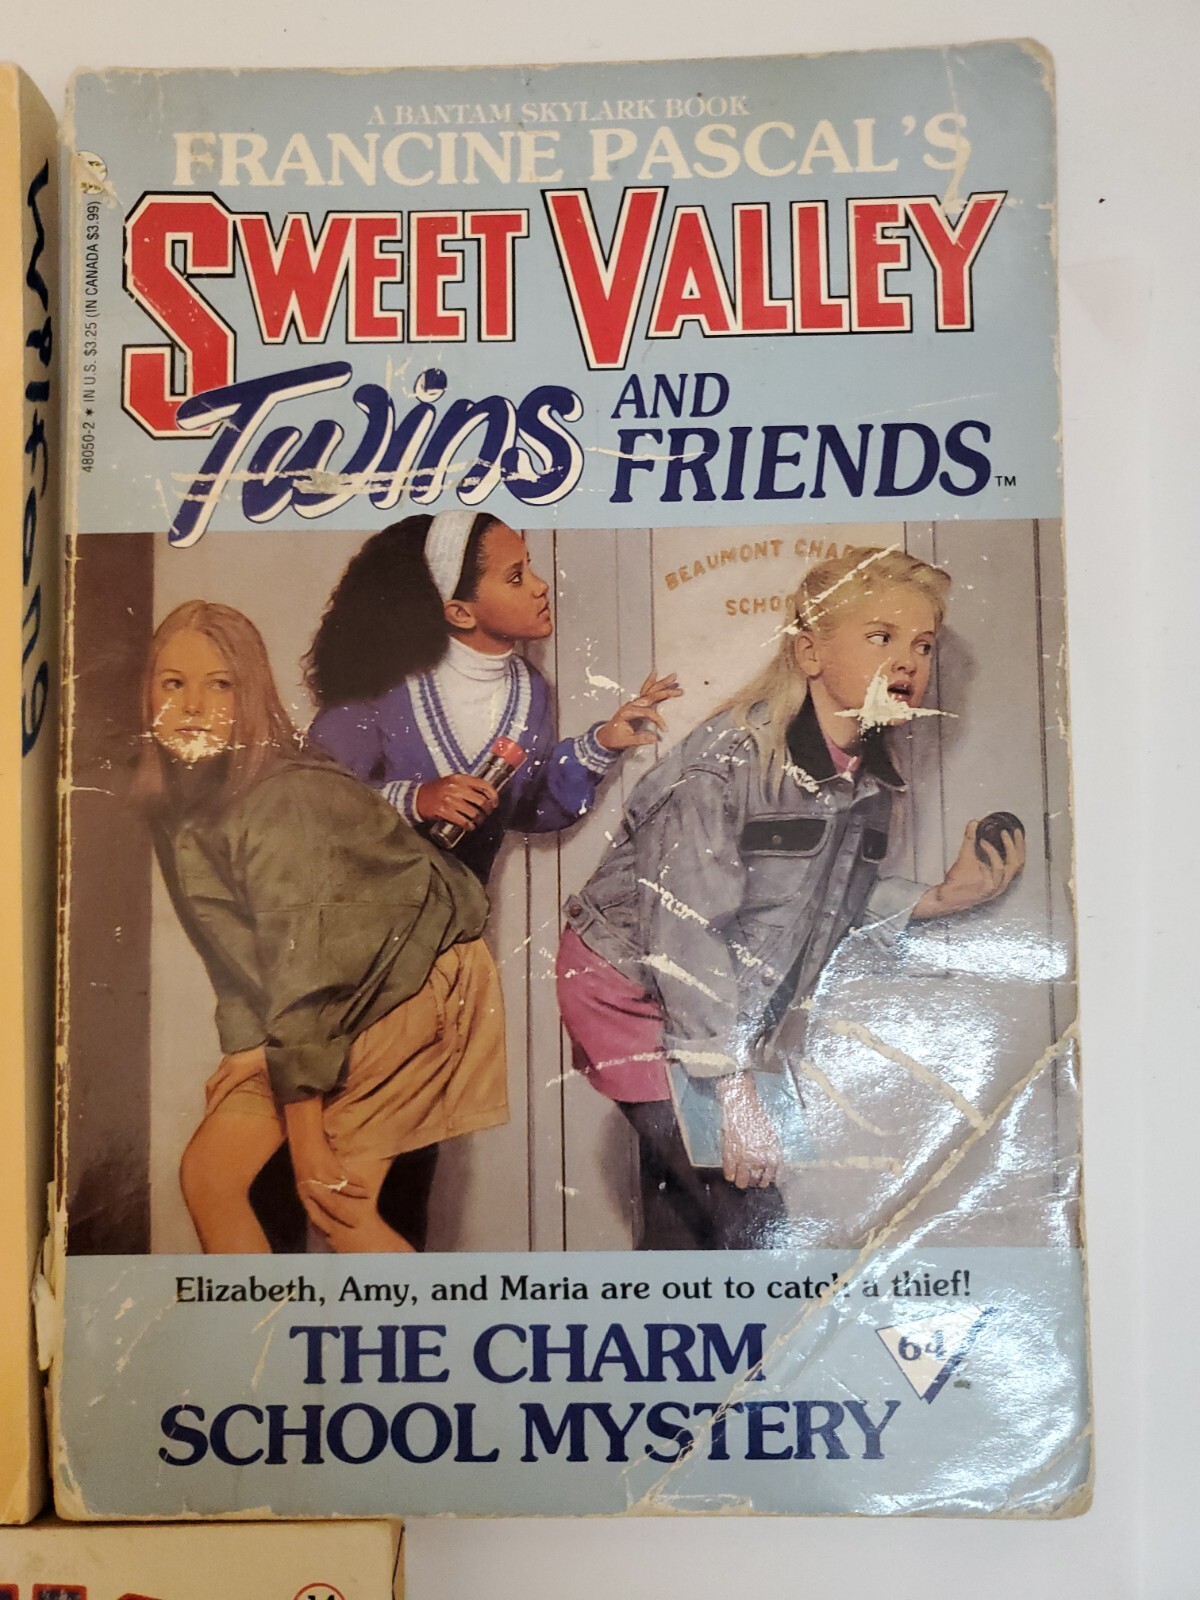 A BANTAM SKYLARK BOOK
FRANCINE PASCAL'S
SWEET VALLEY
Twins AND
FRIENDS™
48050-2 ★ IN U.S. $3.25 (IN CANADA $3.99)
BEAUMONT
Elizabeth, Amy, and Maria are out to catch a thief!
THE CHARM
64
SCHOOL MYSTERY
14